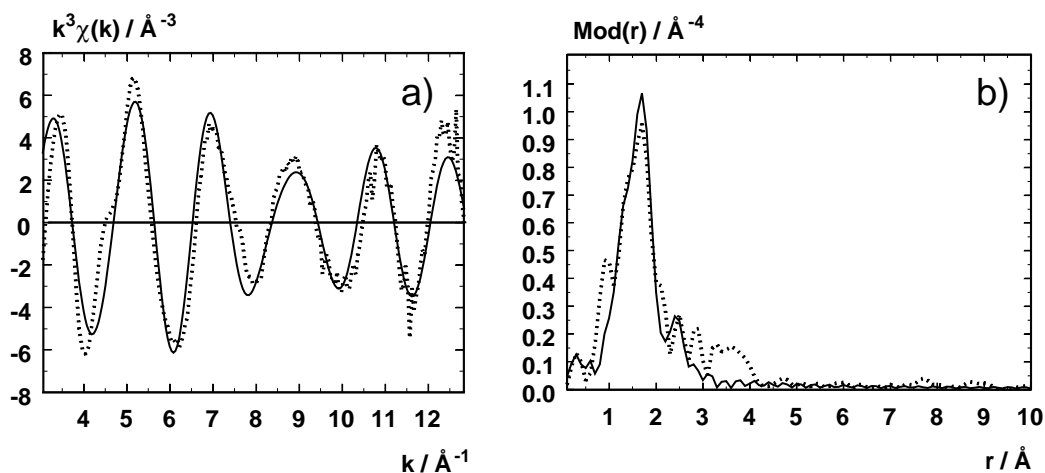 k³χ(k) / Å⁻³
a)
8
6
4
2
0
-2
-4
-6
-8
4 5 6 7 8 9 10 11 12
k / Å⁻¹
Mod(r) / Å⁻⁴
b)
1.1
1.0
0.9
0.8
0.7
0.6
0.5
0.4
0.3
0.2
0.1
0.0
1 2 3 4 5 6 7 8 9 10
r / Å